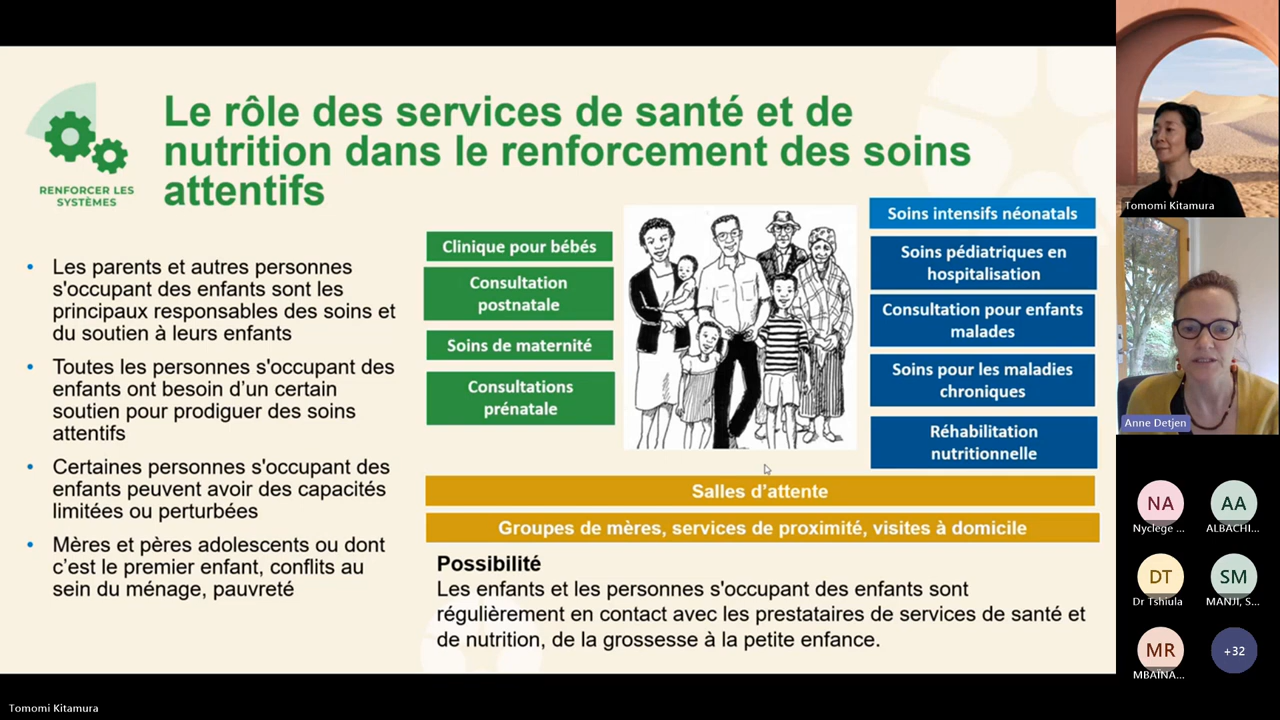 RENFORCER LES
SYSTÈMES
Le rôle des services de santé et de
nutrition dans le renforcement des soins
attentifs
Les parents et autres personnes
s'occupant des enfants sont les
principaux responsables des soins et
du soutien à leurs enfants
Toutes les personnes s'occupant des
enfants ont besoin d'un certain
soutien pour prodiguer des soins
attentifs
Certaines personnes s'occupant des
enfants peuvent avoir des capacités
limitées ou perturbées
Mères et pères adolescents ou dont
c'est le premier enfant, conflits au
sein du ménage, pauvreté
Clinique pour bébés
Consultation
postnatale
Soins de maternité
Consultations
prénatale
Soins intensifs néonatals
Soins pédiatriques en
hospitalisation
Consultation pour enfants
malades
Soins pour les maladies
chroniques
Réhabilitation
nutritionnelle
Salles d'attente
Groupes de mères, services de proximité, visites à domicile
Possibilité
Les enfants et les personnes s'occupant des enfants sont
régulièrement en contact avec les prestataires de services de santé et
de nutrition, de la grossesse à la petite enfance.
Tomomi Kitamura
Anne Detjen
NA
Nyclege ...
AA
ALBACHI...
DT
Dr Tshiula
SM
MANJI, S...
MR
MBAÏNA...
+32
Tomomi Kitamura